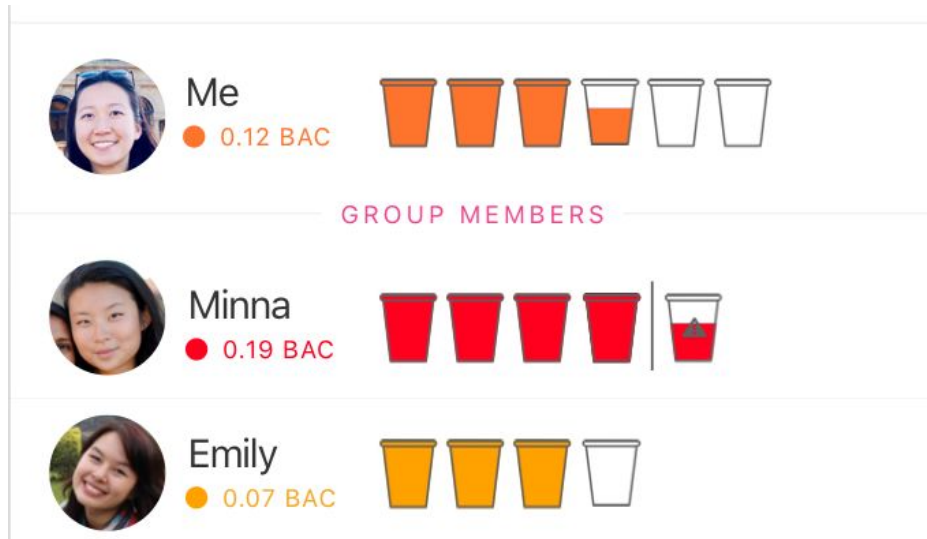 Me
0.12 BAC
GROUP MEMBERS
Minna
0.19 BAC
Emily
0.07 BAC